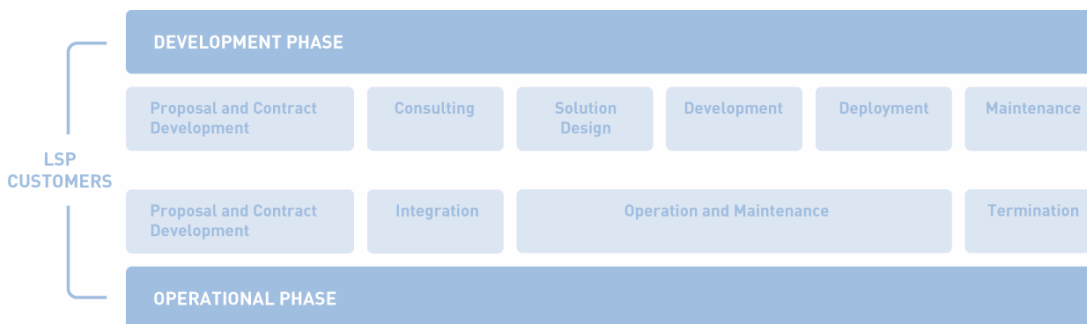 DEVELOPMENT PHASE
Proposal and Contract
Development
Consulting
Solution
Design
Development
Deployment
Maintenance
LSP
CUSTOMERS
Proposal and Contract
Development
Integration
Operation and Maintenance
Termination
OPERATIONAL PHASE